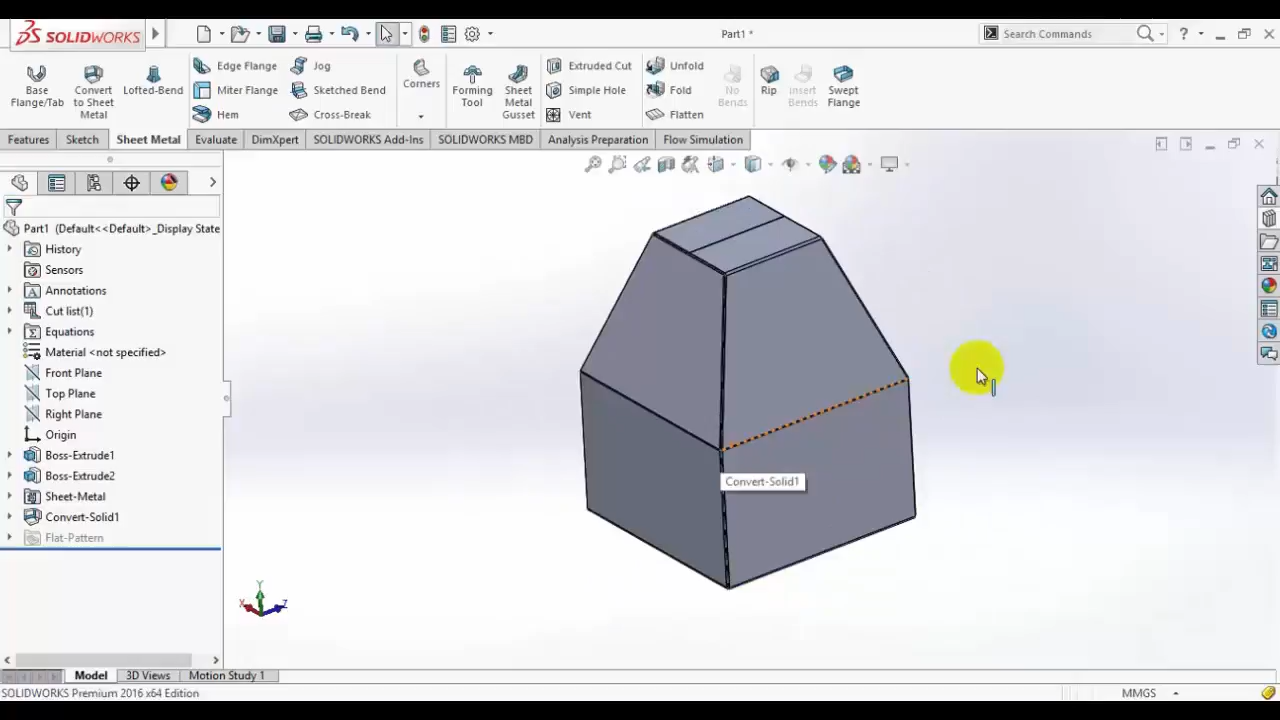 SOLIDWORKS
Part1 *
Search Commands
Base Flange/Tab
Convert to Sheet Metal
Lofted-Bend
Edge Flange
Miter Flange
Hem
Jog
Sketched Bend
Cross-Break
Corners
Forming Tool
Sheet Metal Gusset
Extruded Cut
Simple Hole
Vent
Unfold
Fold
Flatten
No Bends
Rip
Insert Bends
Swept Flange
Features
Sketch
Sheet Metal
Evaluate
DimXpert
SOLIDWORKS Add-Ins
SOLIDWORKS MBD
Analysis Preparation
Flow Simulation
Part1 (Default<<Default>_Display State
History
Sensors
Annotations
Cut list(1)
Equations
Material <not specified>
Front Plane
Top Plane
Right Plane
Origin
Boss-Extrude1
Boss-Extrude2
Sheet-Metal
Convert-Solid1
Flat-Pattern
Convert-Solid1
Y
X
Z
Model
3D Views
Motion Study 1
SOLIDWORKS Premium 2016 x64 Edition
MMGS